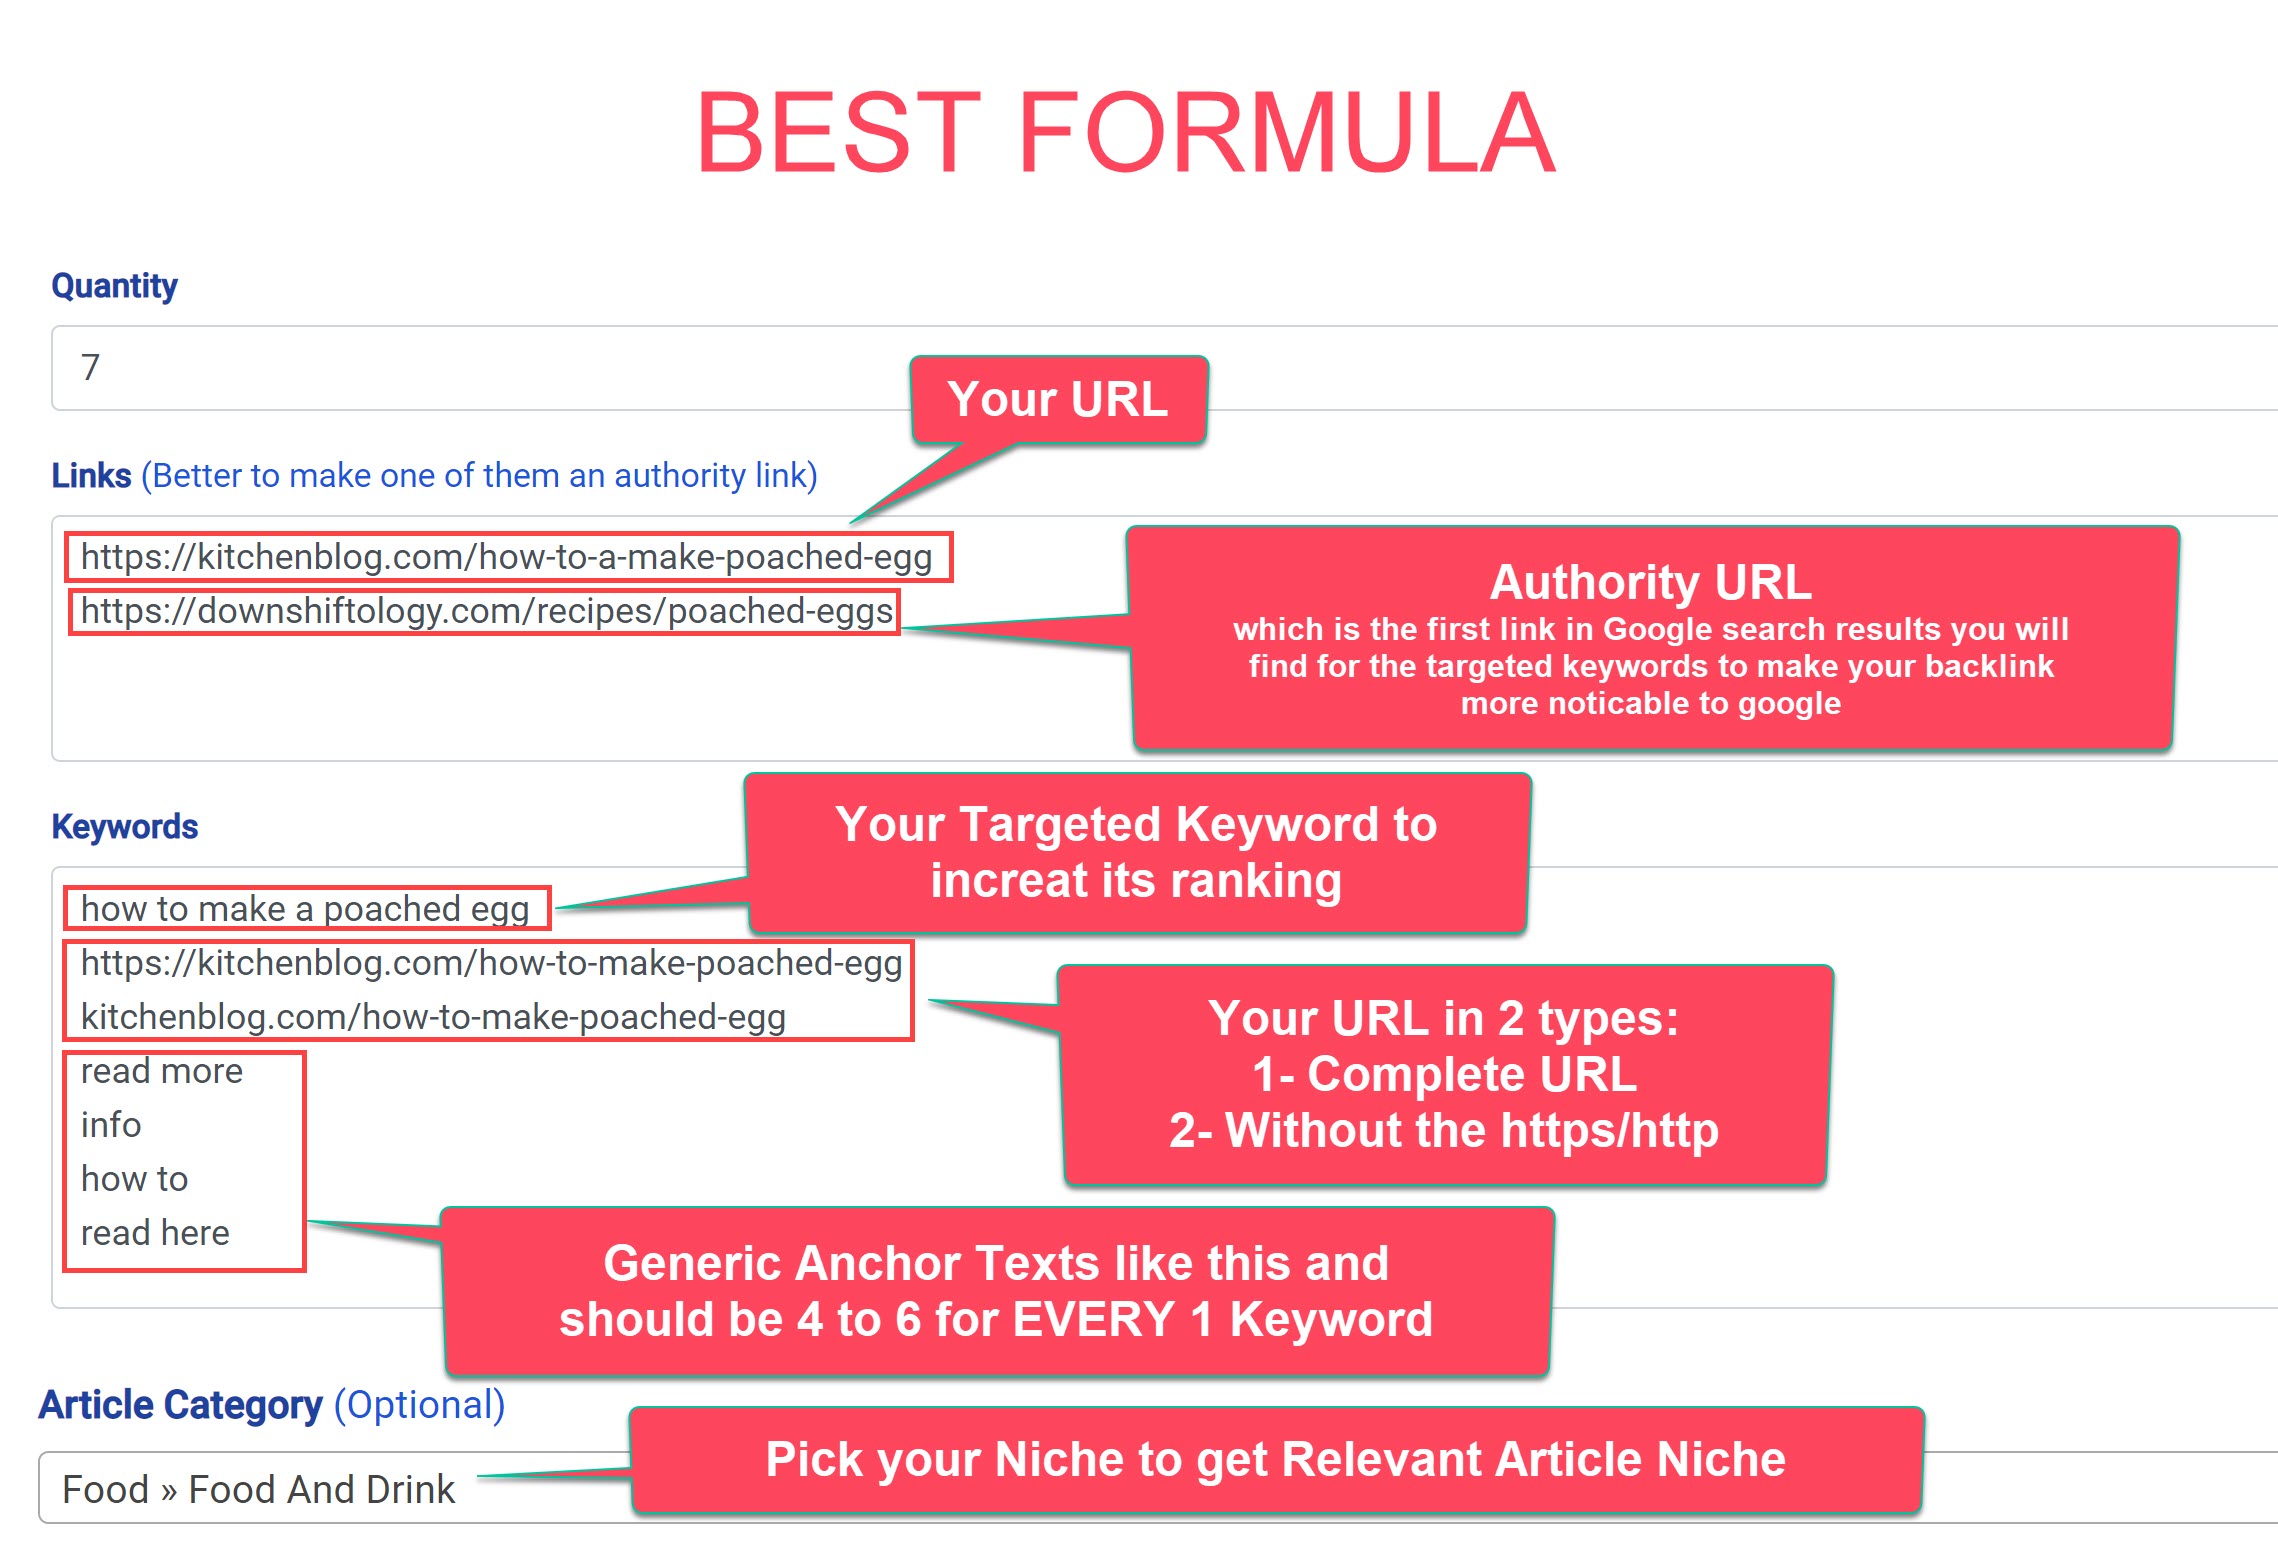 BEST FORMULA
Quantity
7
Your URL
Links (Better to make one of them an authority link)
https://kitchenblog.com/how-to-a-make-poached-egg
https://downshiftology.com/recipes/poached-eggs
Authority URL
which is the first link in Google search results you will
find for the targeted keywords to make your backlink
more noticable to google
Keywords
Your Targeted Keyword to
increat its ranking
how to make a poached egg
https://kitchenblog.com/how-to-make-poached-egg
kitchenblog.com/how-to-make-poached-egg
Your URL in 2 types:
1- Complete URL
2- Without the https/http
read more
info
how to
read here
Generic Anchor Texts like this and
should be 4 to 6 for EVERY 1 Keyword
Article Category (Optional)
Food » Food And Drink
Pick your Niche to get Relevant Article Niche